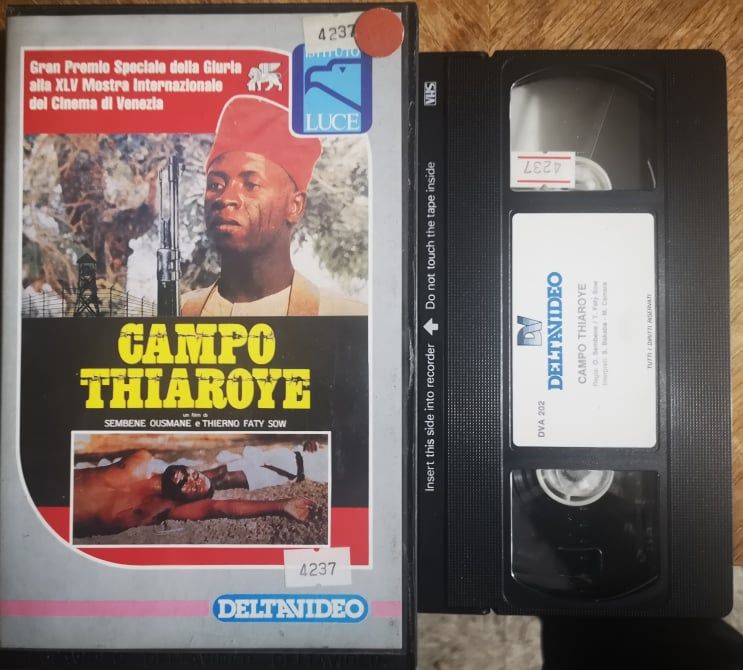 4237
Gran Premio Speciale della Giuria
alla XLV Mostra Internazionale
del Cinema di Venezia
ISTITUTO
LUCE
CAMPO
THIAROYE
un film di
SEMBENE OUSMANE e THIERNO FATY SOW
4237
DELTAVIDEO
VHS
Insert this side into recorder Do not touch the tape inside
4237
DV
DELTAVIDEO
DVA 202
CAMPO THIAROYE
Regia: O. Sembene / T. Faty Sow
Interpreti: S. Bakaba - M. Camara
TUTTI I DIRITTI RISERVATI